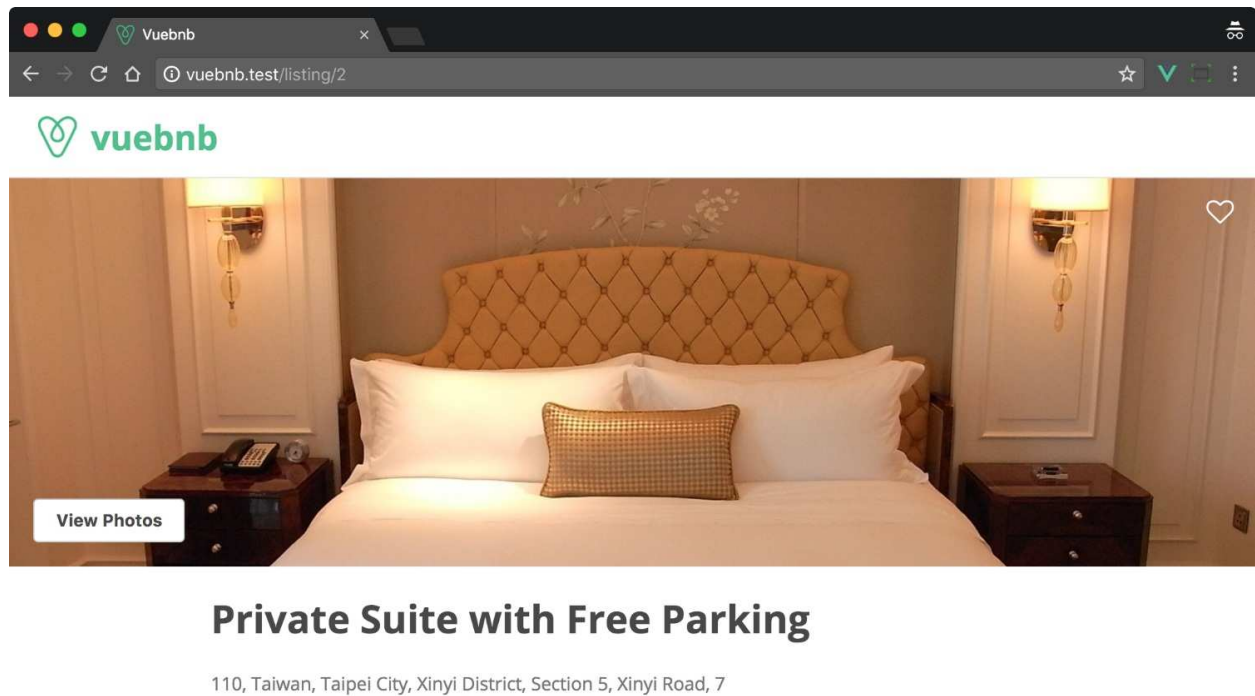 Vuebnb
vuebnb.test/listing/2
vuebnb
View Photos
Private Suite with Free Parking
110, Taiwan, Taipei City, Xinyi District, Section 5, Xinyi Road, 7